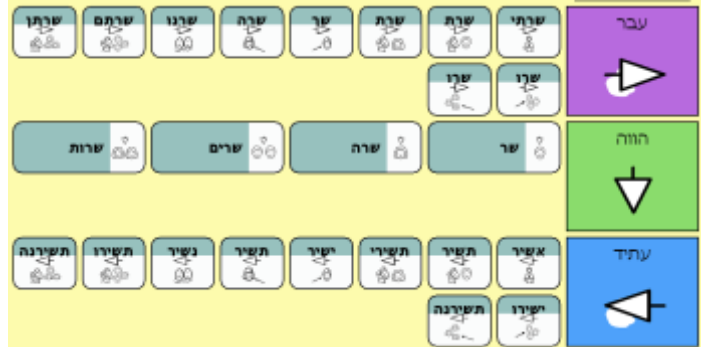 עבר
שרתי שרת שרת שר שרה שרנו שרתם שרתן
שרו שרו
הווה
שר שרה שרים שרות
עתיד
אשיר תשיר תשירי ישיר תשיר נשיר תשירו תשירנה
ישירו תשירנה